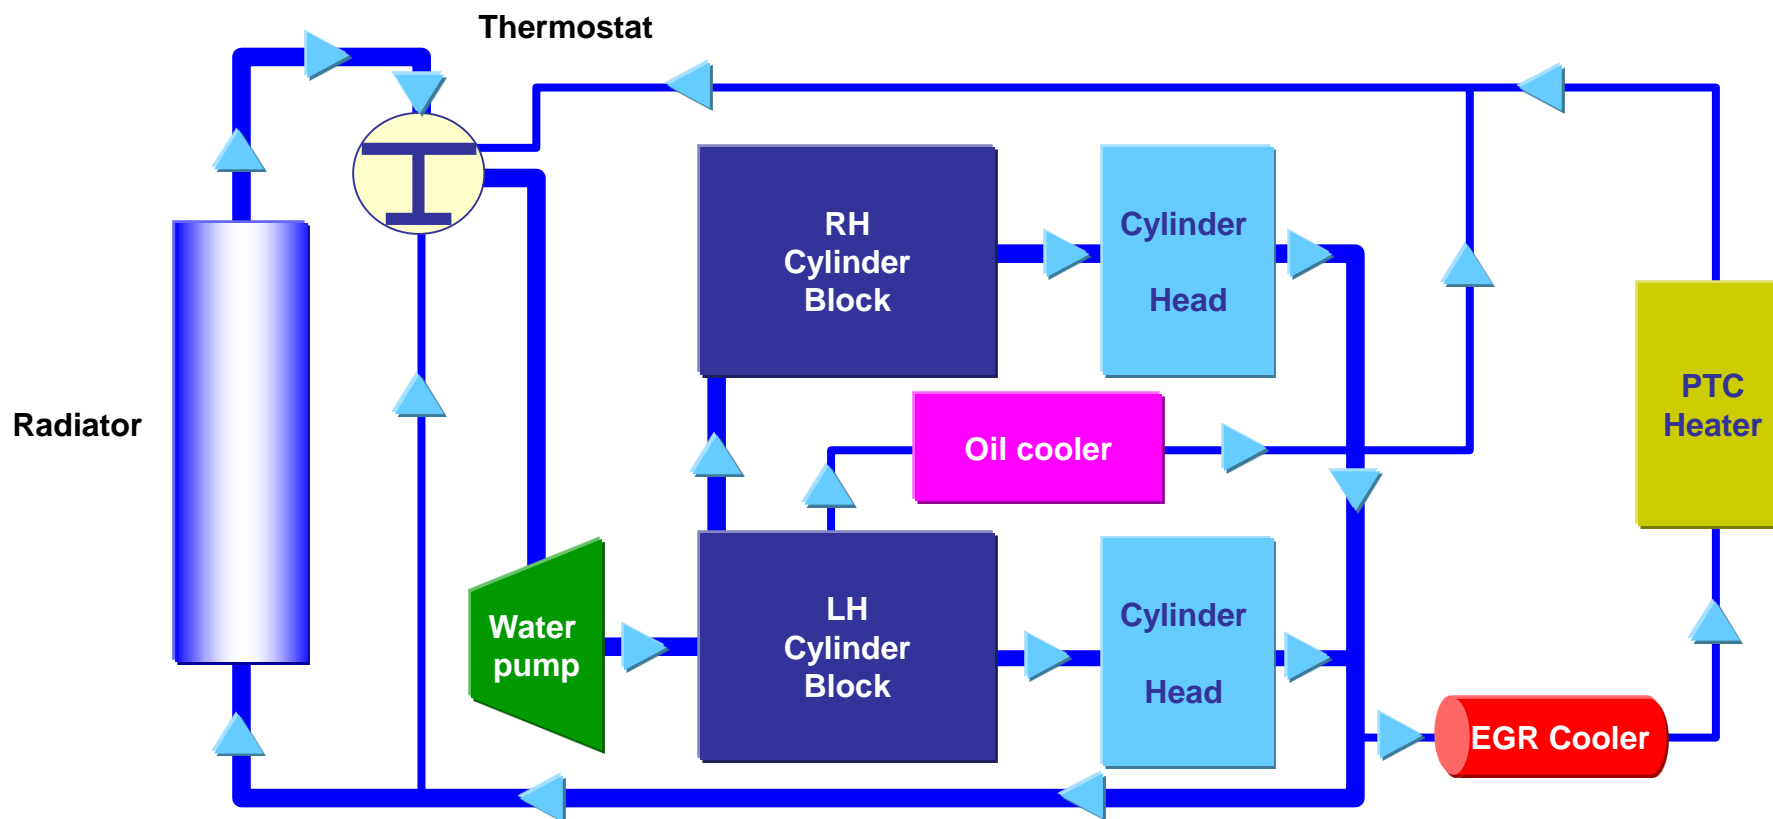 Thermostat
RH
Cylinder
Block
Cylinder
Head
PTC
Heater
Radiator
Oil cooler
Water
pump
LH
Cylinder
Block
Cylinder
Head
EGR Cooler